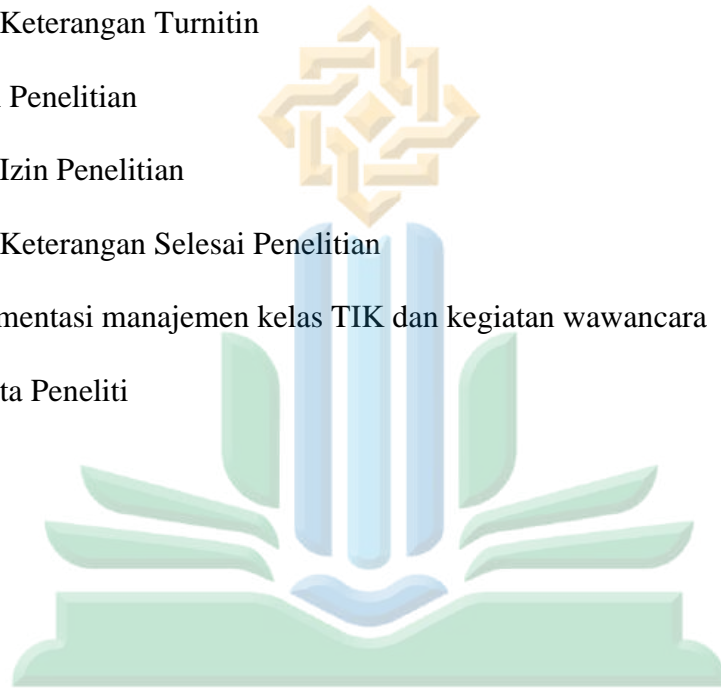 Keterangan Turnitin
Penelitian
Izin Penelitian
Keterangan Selesai Penelitian
mentasi manajemen kelas TIK dan kegiatan wawancara
ta Peneliti